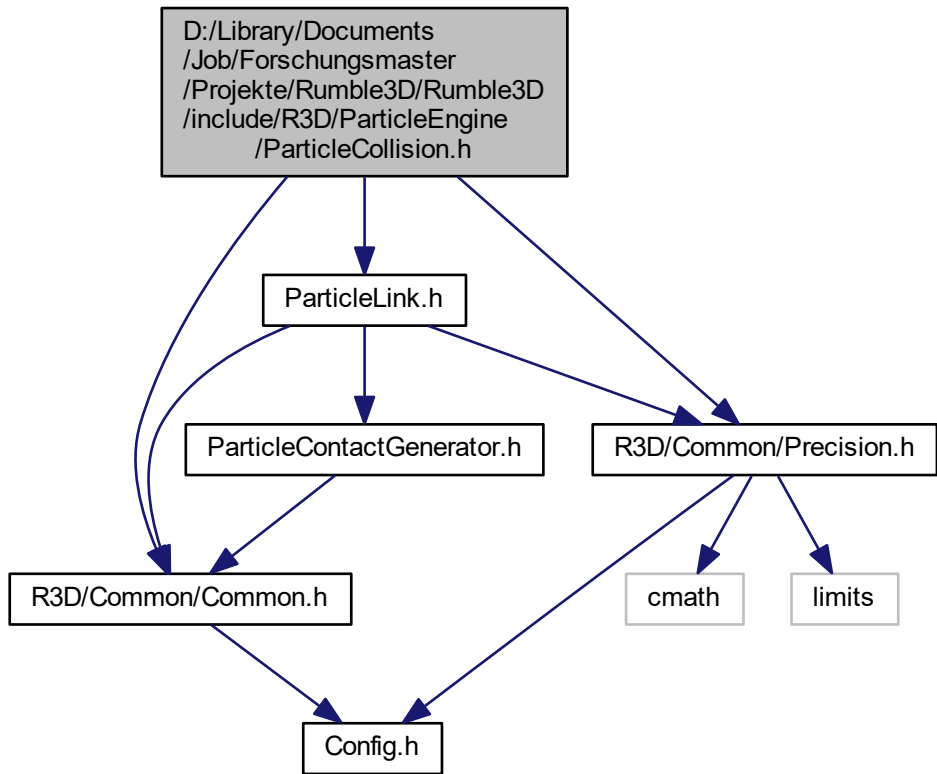 D:/Library/Documents
/Job/Forschungsmaster
/Projekte/Rumble3D/Rumble3D
/include/R3D/ParticleEngine
/ParticleCollision.h
ParticleLink.h
ParticleContactGenerator.h
R3D/Common/Precision.h
R3D/Common/Common.h
cmath
limits
Config.h